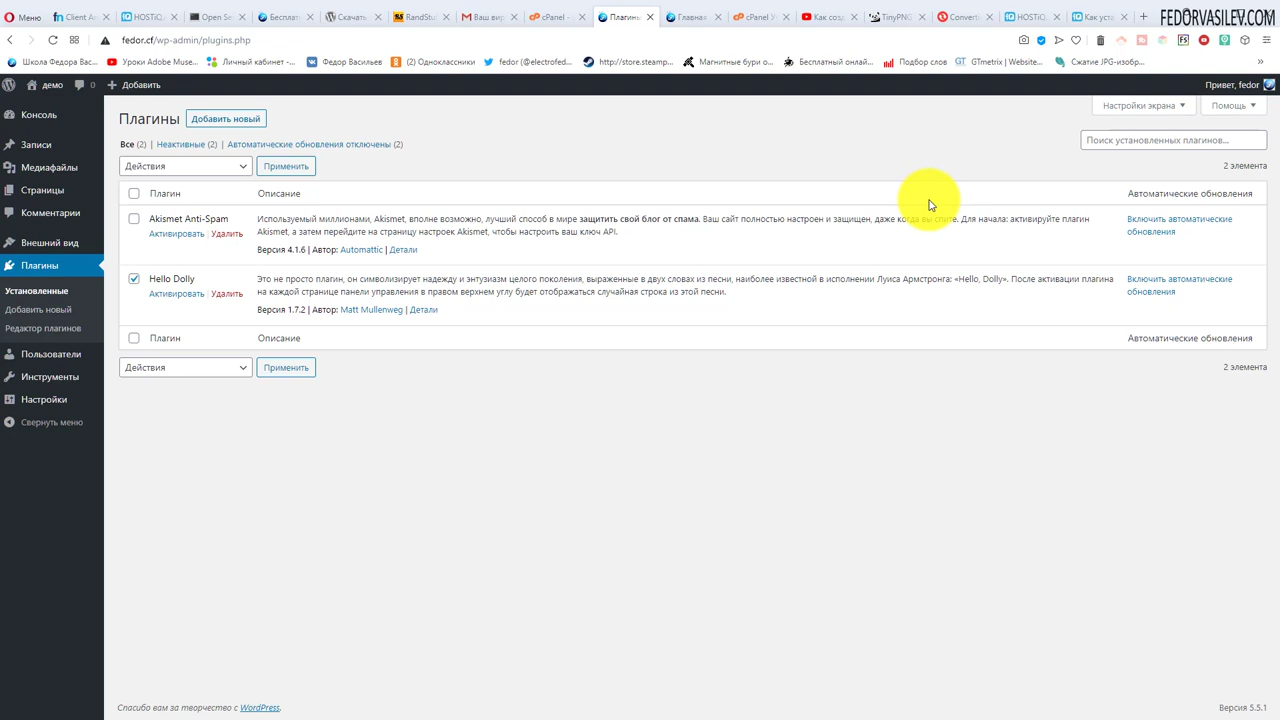 Меню
Client A
HOSTiQ
Open Se
Бесплат
Скачать
RandStu
Ваш вир
cPanel -
Плагины
Главная
cPanel У
Как созд
TinyPNG
Convertі
HOSTiQ
Как уста
FEDORVASILEV.COM
fedor.cf/wp-admin/plugins.php
Школа Федора Вас...
Уроки Adobe Muse...
Личный кабинет -...
Федор Васильев
(2) Одноклассники
fedor (@electrofed...
http://store.steamp...
Магнитные бури о...
Бесплатный онлай...
Подбор слов
GTmetrix | Website...
Сжатие JPG-изобр...
демо
0
Добавить
Привет, fedor
Консоль
Записи
Медиафайлы
Страницы
Комментарии
Внешний вид
Плагины
Установленные
Добавить новый
Редактор плагинов
Пользователи
Инструменты
Настройки
Свернуть меню
Настройки экрана
Помощь
Плагины
Добавить новый
Все (2) | Неактивные (2) | Автоматические обновления отключены (2)
Действия
Применить
2 элемента
Поиск установленных плагинов...
Плагин
Описание
Автоматические обновления
Akismet Anti-Spam
Активировать | Удалить
Используемый миллионами, Akismet, вполне возможно, лучший способ в мире защитить свой блог от спама. Ваш сайт полностью настроен и защищен, даже когда вы спите. Для начала: активируйте плагин
Akismet, а затем перейдите на страницу настроек Akismet, чтобы настроить ваш ключ API.
Версия 4.1.6 | Автор: Automattic | Детали
Включить автоматические
обновления
Hello Dolly
Активировать | Удалить
Это не просто плагин, он символизирует надежду и энтузиазм целого поколения, выраженные в двух словах из песни, наиболее известной в исполнении Луиса Армстронга: «Hello, Dolly». После активации плагина
на каждой странице панели управления в правом верхнем углу будет отображаться случайная строка из этой песни.
Версия 1.7.2 | Автор: Matt Mullenweg | Детали
Включить автоматические
обновления
Плагин
Описание
Автоматические обновления
Действия
Применить
2 элемента
Спасибо вам за творчество с WordPress.
Версия 5.5.1